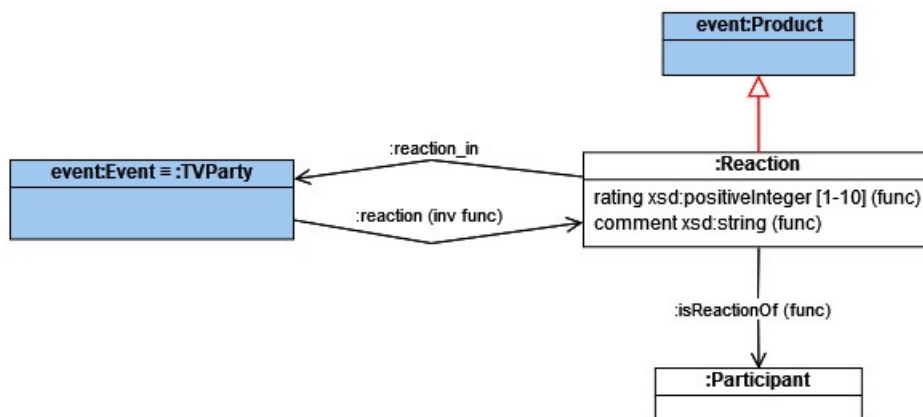 event:Product
:reaction_in
event:Event ≡ :TVParty
:Reaction
rating xsd:positiveInteger [1-10] (func)
:reaction (inv func)
comment xsd:string (func)
:isReactionOf (func)
:Participant